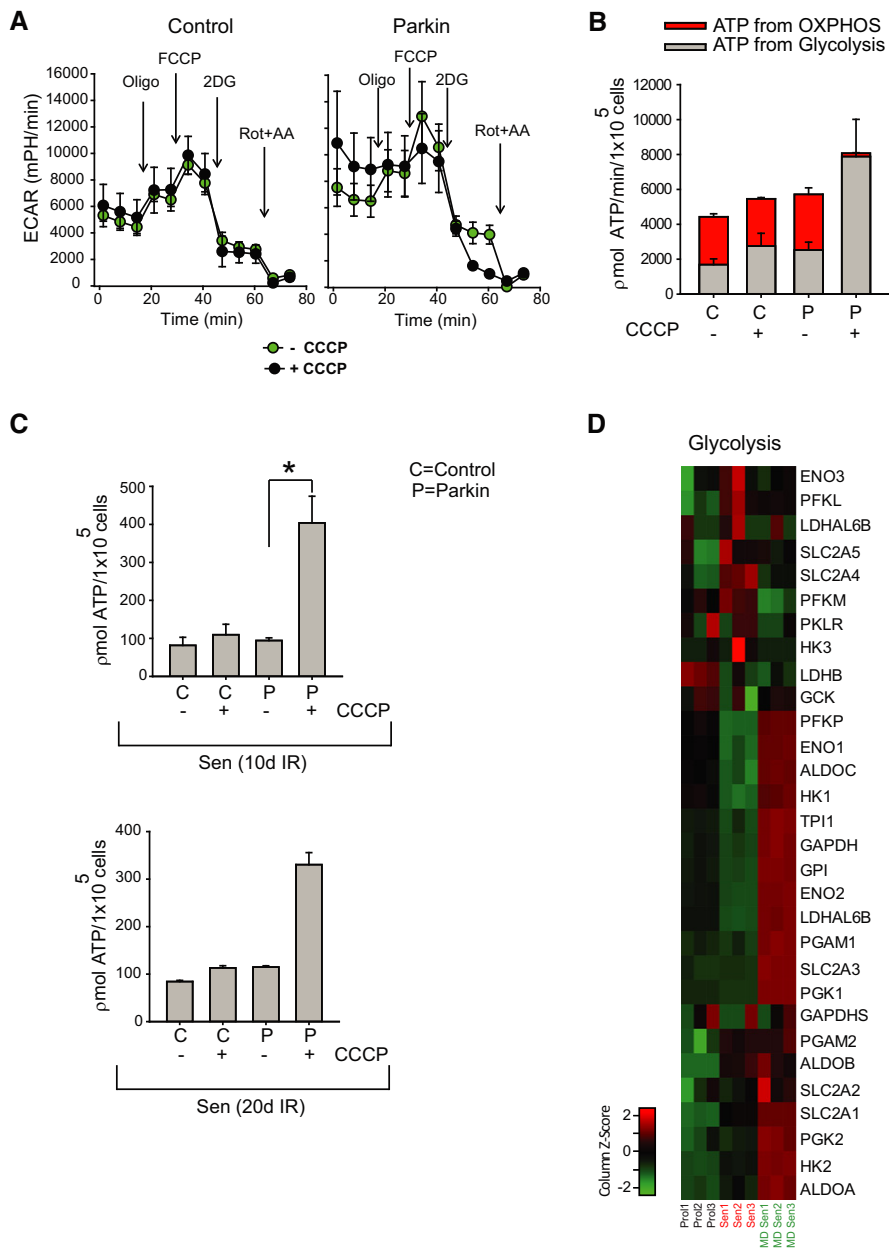 A
Control
Parkin
ECAR (mPH/min)
16000
14000
12000
10000
8000
6000
4000
2000
0
Oligo
FCCP
2DG
Rot+AA
Oligo
FCCP
2DG
Rot+AA
0 20 40 60 80
0 20 40 60 80
Time (min)
Time (min)
- CCCP
+ CCCP
B
ATP from OXPHOS
ATP from Glycolysis
ρmol ATP/min/1x10 5 cells
12000
10000
8000
6000
4000
2000
0
C C P P
CCCP - + - +
C
C=Control
P=Parkin
ρmol ATP/1x10 5 cells
500
400
300
200
100
0
*
C C P P
- + - + CCCP
Sen (10d IR)
ρmol ATP/1x10 5 cells
400
300
200
100
0
C C P P
- + - + CCCP
Sen (20d IR)
D
Glycolysis
ENO3
PFKL
LDHAL6B
SLC2A5
SLC2A4
PFKM
PKLR
HK3
LDHB
GCK
PFKP
ENO1
ALDOC
HK1
TPI1
GAPDH
GPI
ENO2
LDHAL6B
PGAM1
SLC2A3
PGK1
GAPDHS
PGAM2
ALDOB
SLC2A2
SLC2A1
PGK2
HK2
ALDOA
Column Z-Score
2
1
0
-1
-2
Prol1
Prol2
Prol3
Sen1
Sen2
Sen3
MD Sen1
MD Sen2
MD Sen3